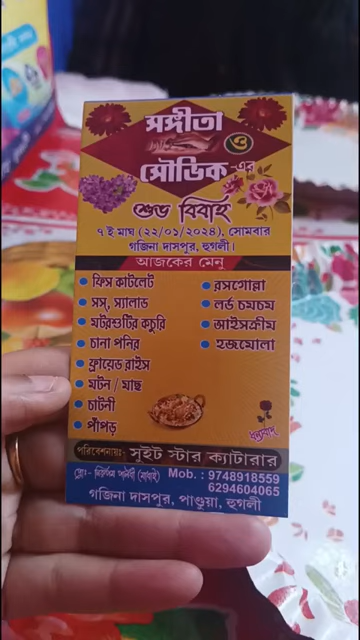 সঙ্গীতা
ও
সৌভিক -এর
শুভ বিবাহ
৭ ই মাঘ (২২/০১/২০২৪), সোমবার
গজিনা দাসপুর, হুগলী।
আজকের মেনু
ফিস কাটলেট
সস্, স্যালাড
মটরশুটির কচুরি
চানা পনির
ফ্রায়েড রাইস
মটন / মাছ
চাটনী
পাঁপড়
রসগোল্লা
লর্ড চমচম
আইসক্রীম
হজমোলা
ধন্যবাদ
পরিবেশনায়:- সুইট স্টার ক্যাটারার
প্রোঃ- Mob. : 9748918559
6294604065
গজিনা দাসপুর, পাণ্ডুয়া, হুগলী